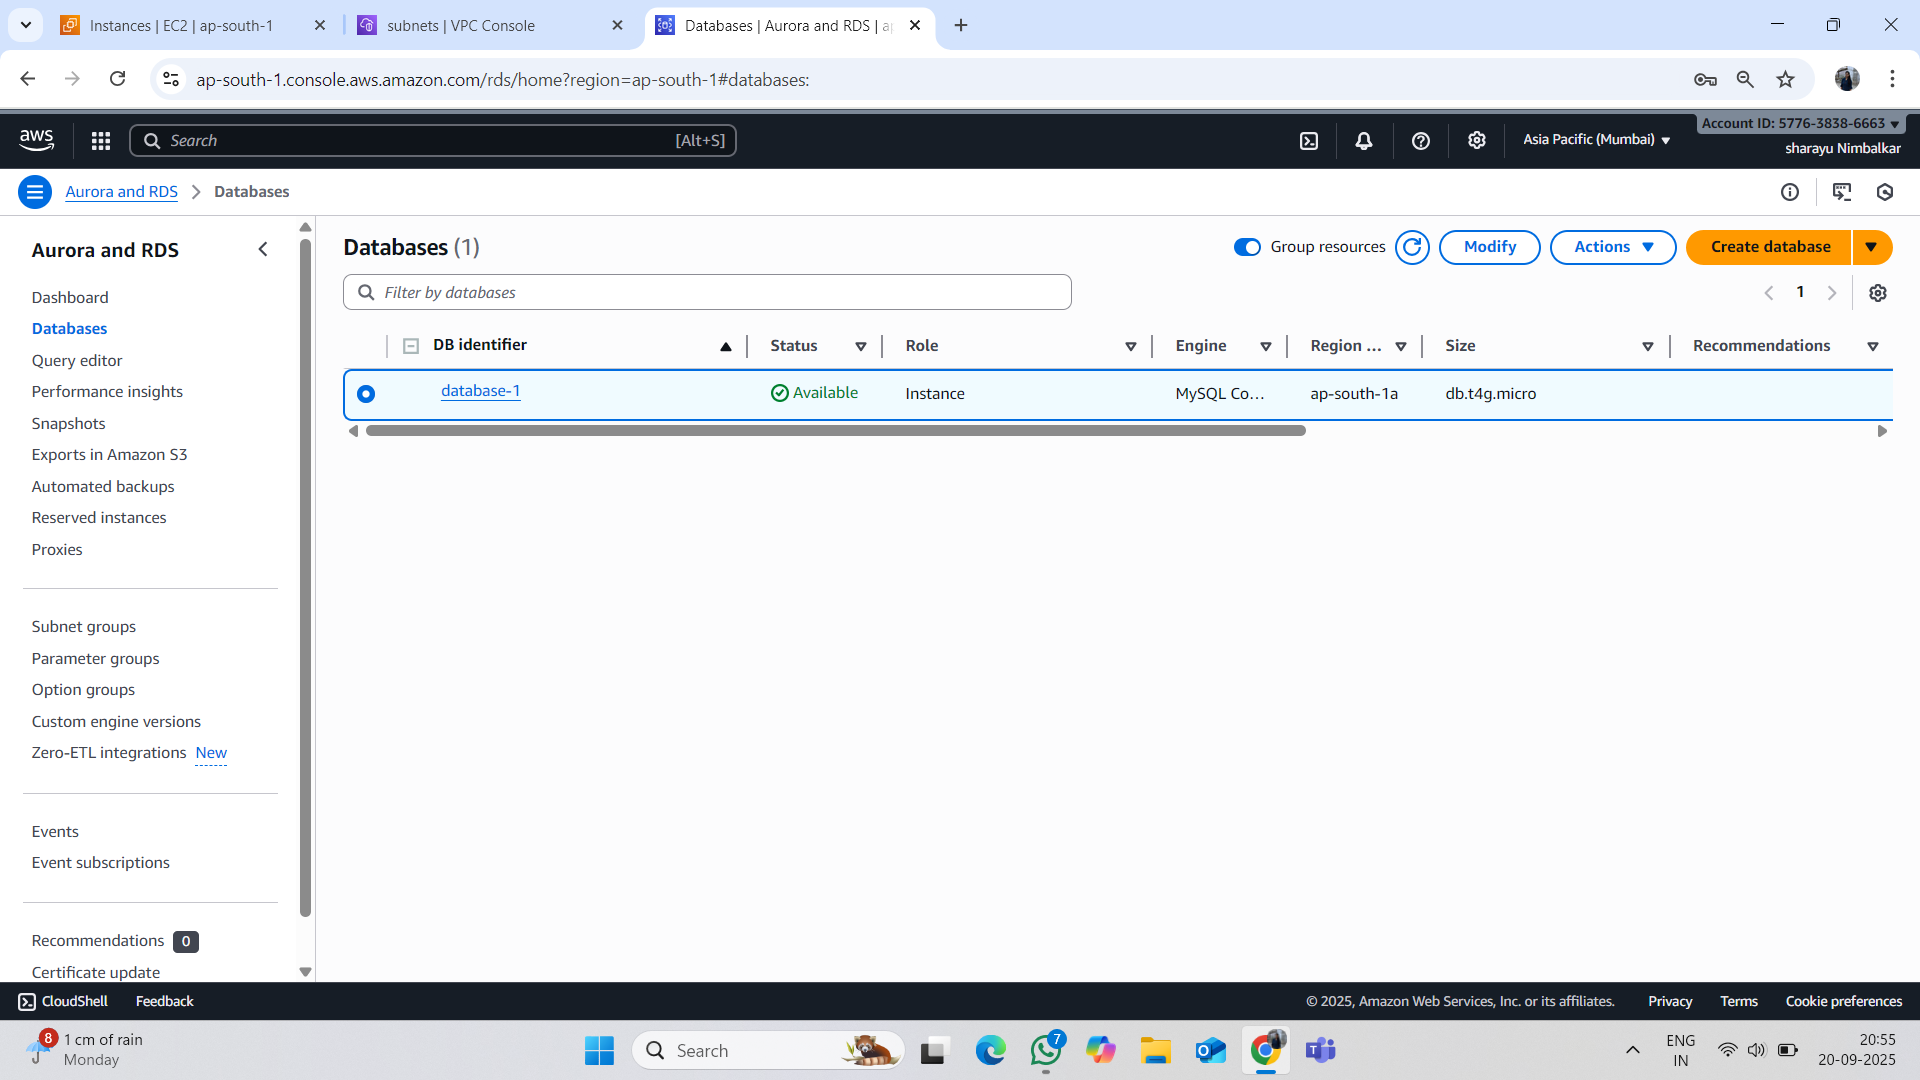 Instances | EC2 | ap-south-1
subnets | VPC Console
Databases | Aurora and RDS | a
ap-south-1.console.aws.amazon.com/rds/home?region=ap-south-1#databases:
aws
Search
[Alt+S]
Asia Pacific (Mumbai)
Account ID: 5776-3838-6663
sharayu Nimbalkar
Aurora and RDS
Databases
Aurora and RDS
Dashboard
Databases
Query editor
Performance insights
Snapshots
Exports in Amazon S3
Automated backups
Reserved instances
Proxies
Subnet groups
Parameter groups
Option groups
Custom engine versions
Zero-ETL integrations New
Events
Event subscriptions
Recommendations 0
Certificate update
Databases (1)
Group resources
Modify
Actions
Create database
Filter by databases
1
DB identifier Status Role Engine Region ... Size Recommendations
database-1 Available Instance MySQL Co... ap-south-1a db.t4g.micro
CloudShell
Feedback
© 2025, Amazon Web Services, Inc. or its affiliates.
Privacy
Terms
Cookie preferences
8
1 cm of rain
Monday
Search
7
ENG
IN
20:55
20-09-2025